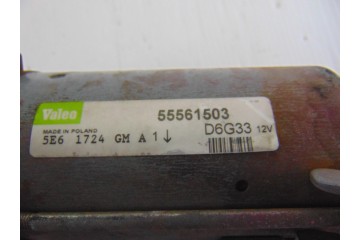 Valeo 55561503
MADE IN POLAND D6G33 12V
5E6 1724 GM A 1↓